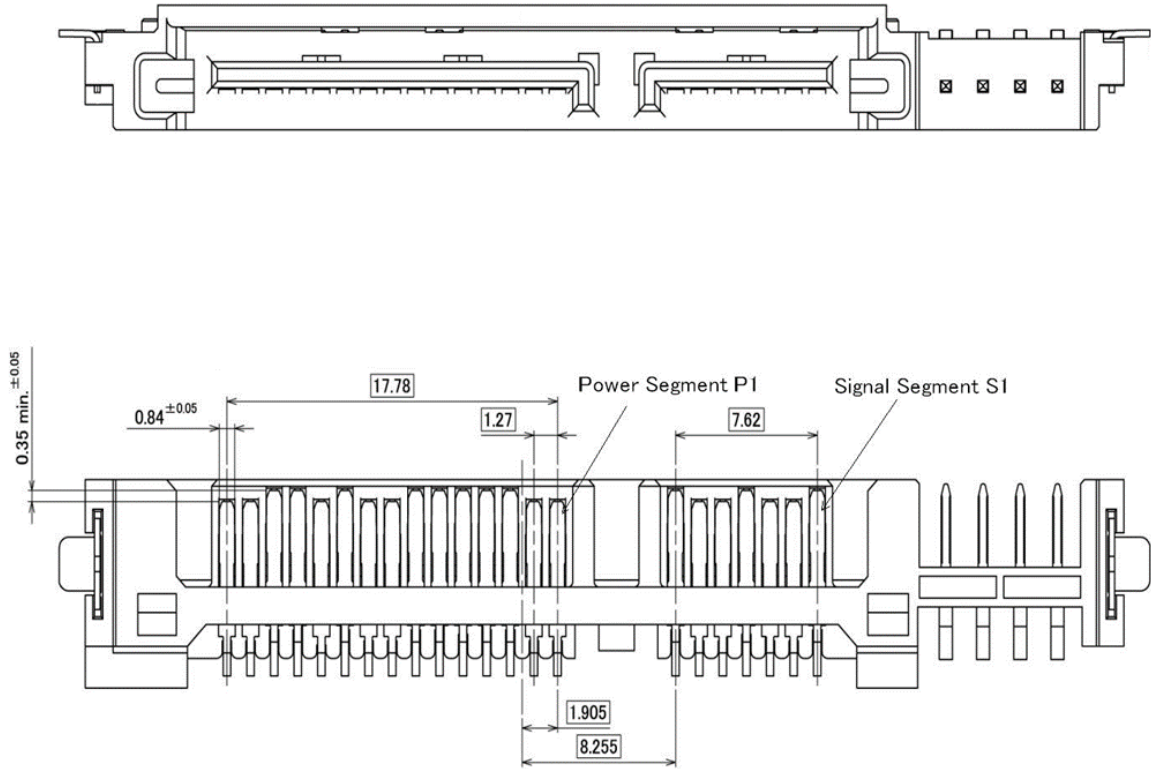 17.78
Power Segment P1
Signal Segment S1
0.35 min. ±0.05
0.84 ±0.05
1.27
7.62
1.905
8.255